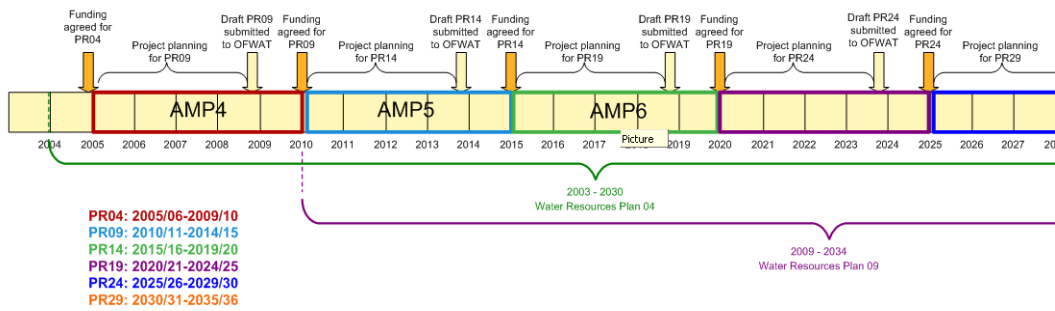 Funding
agreed for
PR04
Project planning
for PR09
Draft PR09
submitted
to OFWAT
Funding
agreed for
PR09
Project planning
for PR14
Draft PR14
submitted
to OFWAT
Funding
agreed for
PR14
Project planning
for PR19
Draft PR19
submitted
to OFWAT
Funding
agreed for
PR19
Project planning
for PR24
Draft PR24
submitted
to OFWAT
Funding
agreed for
PR24
Project planning
for PR29
AMP4 AMP5 AMP6
Picture
2004 2005 2006 2007 2008 2009 2010 2011 2012 2013 2014 2015 2016 2017 2019 2020 2021 2022 2023 2024 2025 2026 2027
2003 - 2030
Water Resources Plan 04
2009 - 2034
Water Resources Plan 09
PR04: 2005/06-2009/10
PR09: 2010/11-2014/15
PR14: 2015/16-2019/20
PR19: 2020/21-2024/25
PR24: 2025/26-2029/30
PR29: 2030/31-2035/36